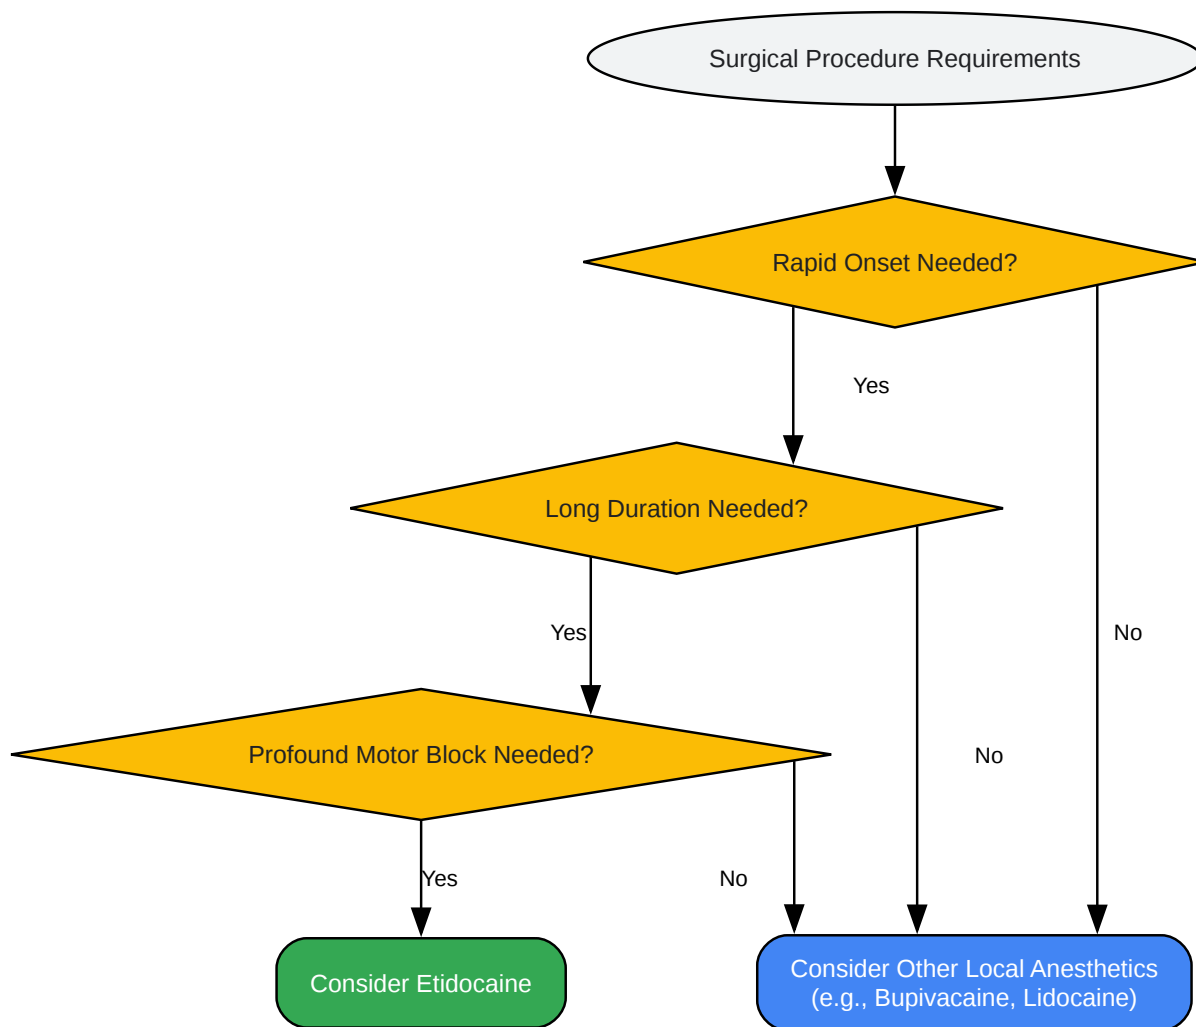 Surgical Procedure Requirements
Rapid Onset Needed?
Yes
Long Duration Needed?
Yes
No
Profound Motor Block Needed?
No
Yes
No
Consider Etidocaine
Consider Other Local Anesthetics
(e.g., Bupivacaine, Lidocaine)